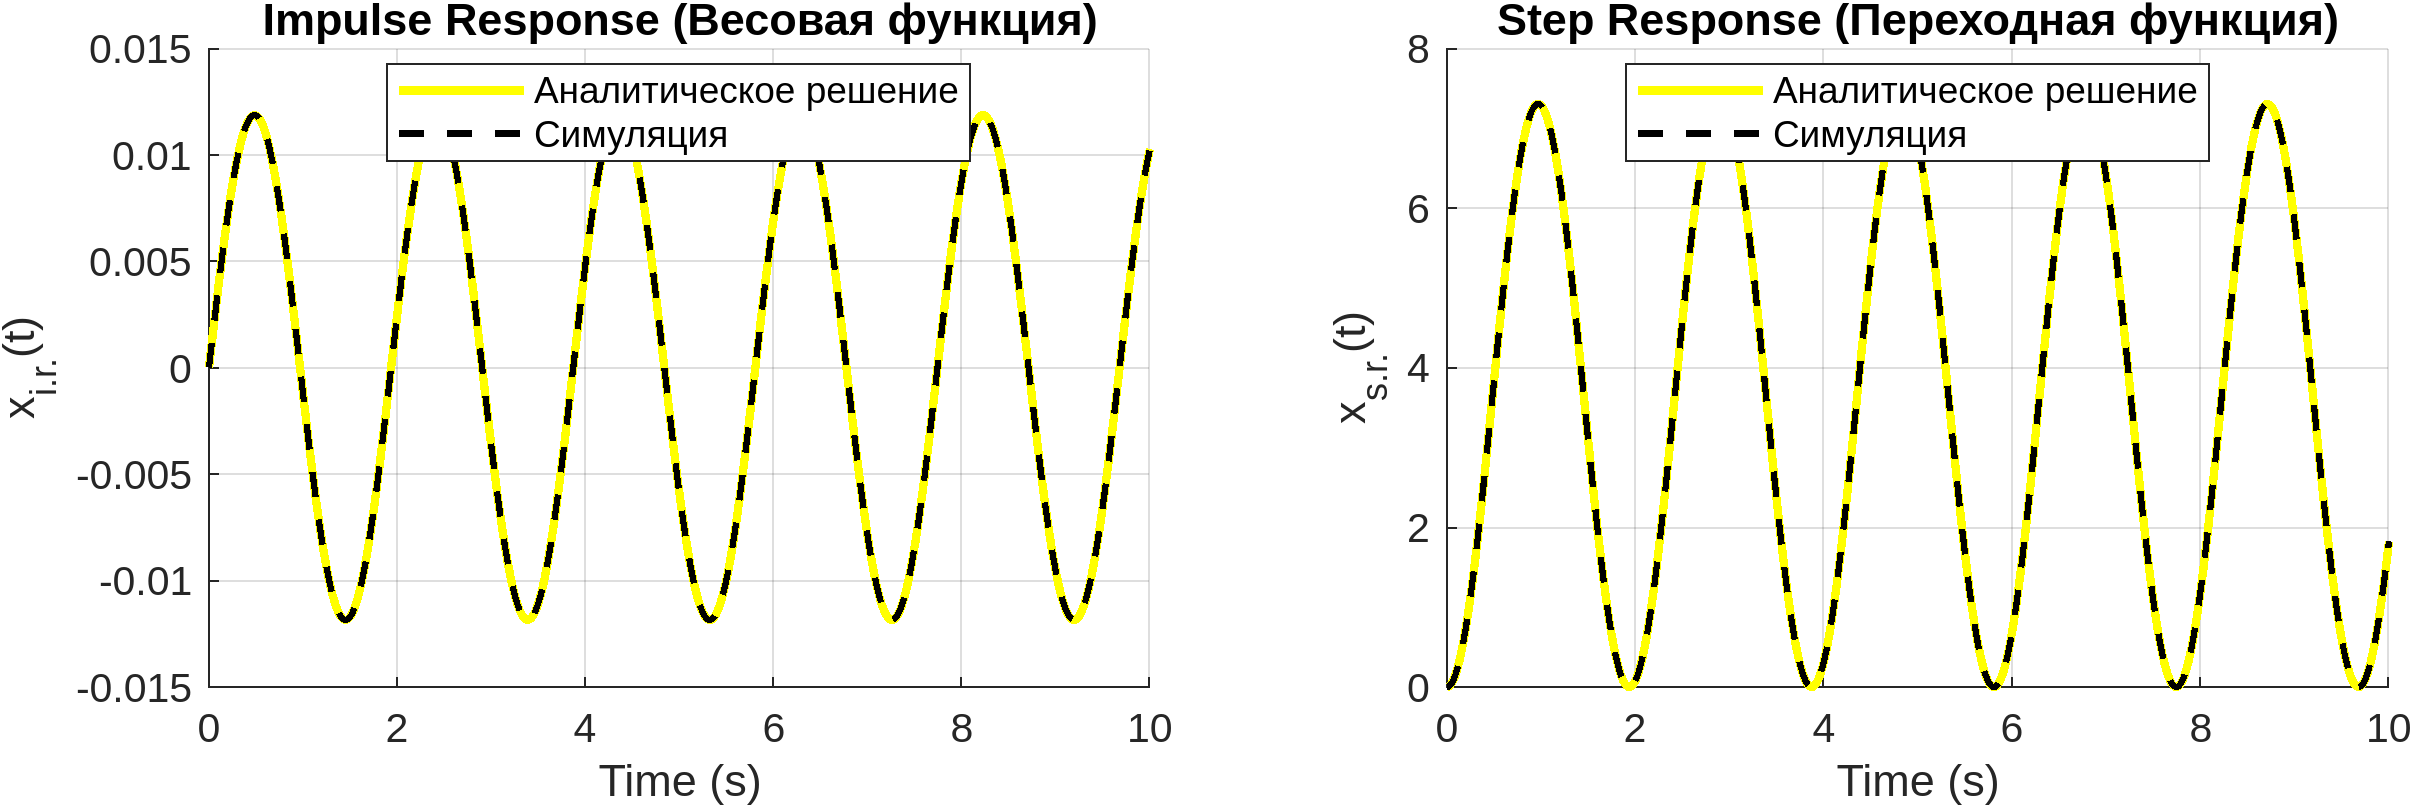 Impulse Response (Весовая функция)
0.015
0.01
0.005
0
-0.005
-0.01
-0.015
x_{i.r.}(t)
Аналитическое решение
Симуляция
0 2 4 6 8 10
Time (s)
Step Response (Переходная функция)
8
6
4
2
0
x_{s.r.}(t)
Аналитическое решение
Симуляция
0 2 4 6 8 10
Time (s)